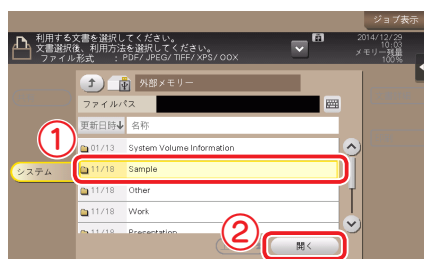 ジョブ表示
利用する文書を選択してください。
文書選択後、利用方法を選択してください。
ファイル形式 : PDF/ JPEG/ TIFF/ XPS/ OOX
2014/12/29
10:03
メモリー残量
100%
外部メモリー
ファイルパス
更新日時 名称
①
01/13 System Volume Information
システム
11/18 Sample
11/18 Other
11/18 Work
11/18 Presentation
②
開く